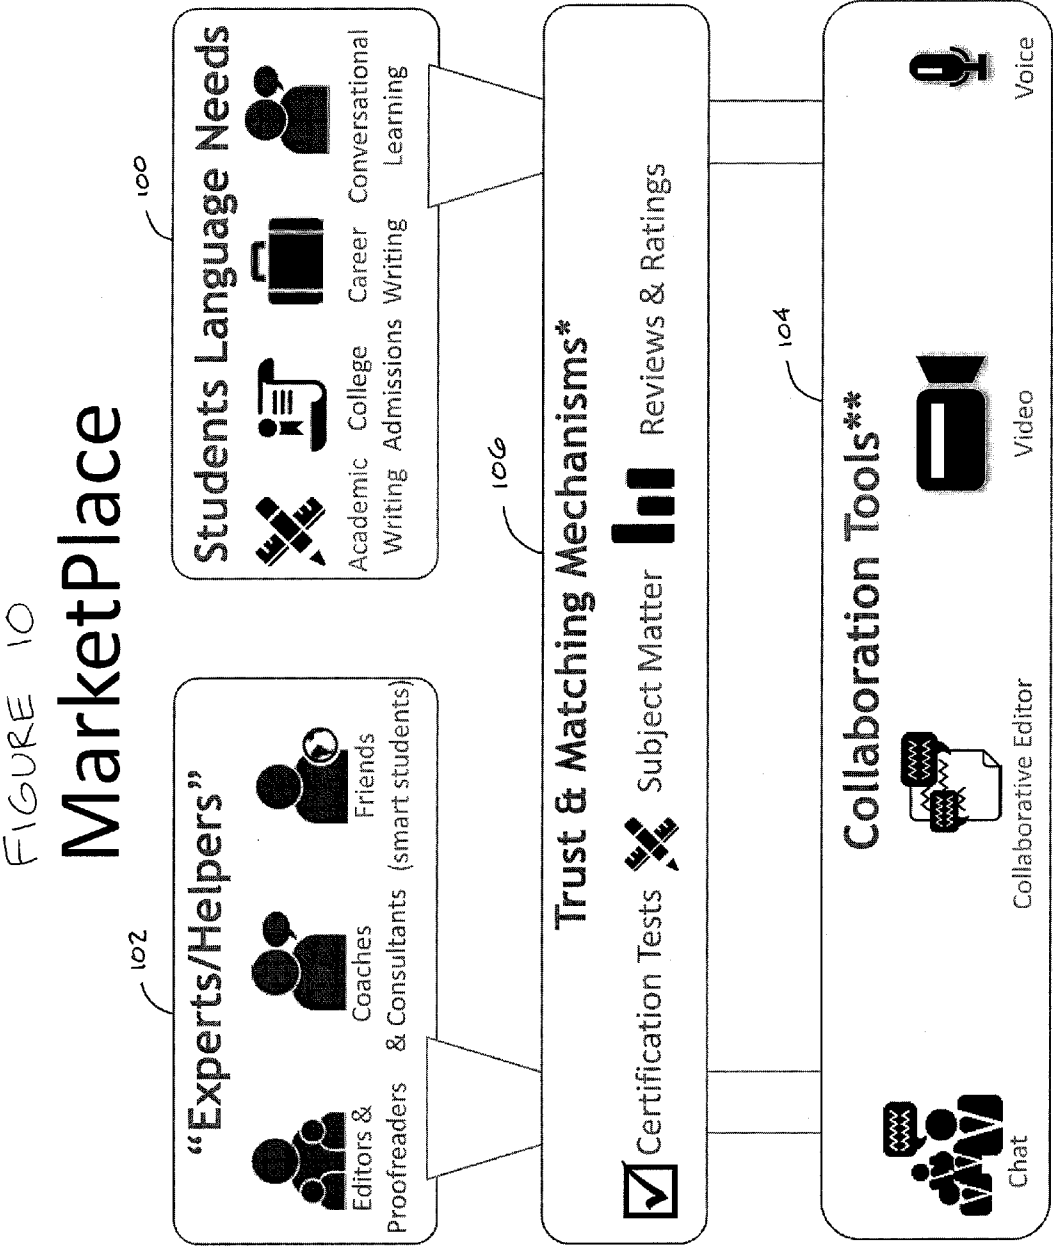 FIGURE 10
MarketPlace
102
100
“Experts/Helpers”
Editors &
Proofreaders
Coaches
& Consultants
Friends
(smart students)
Students Language Needs
Academic
Writing
College
Admissions
Career
Writing
Conversational
Learning
106
Trust & Matching Mechanisms*
Certification Tests
Subject Matter
Reviews & Ratings
104
Collaboration Tools**
Chat
Collaborative Editor
Video
Voice